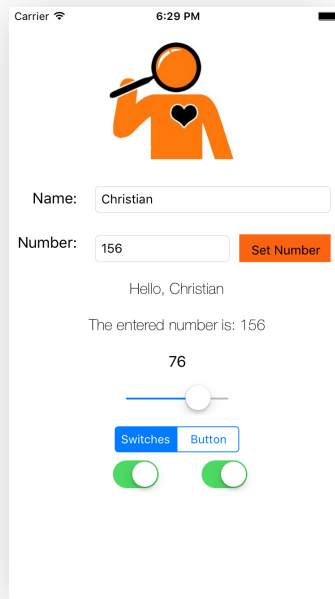 Carrier 6:29 PM
Name: Christian
Number: 156 Set Number
Hello, Christian
The entered number is: 156
76
Switches Button